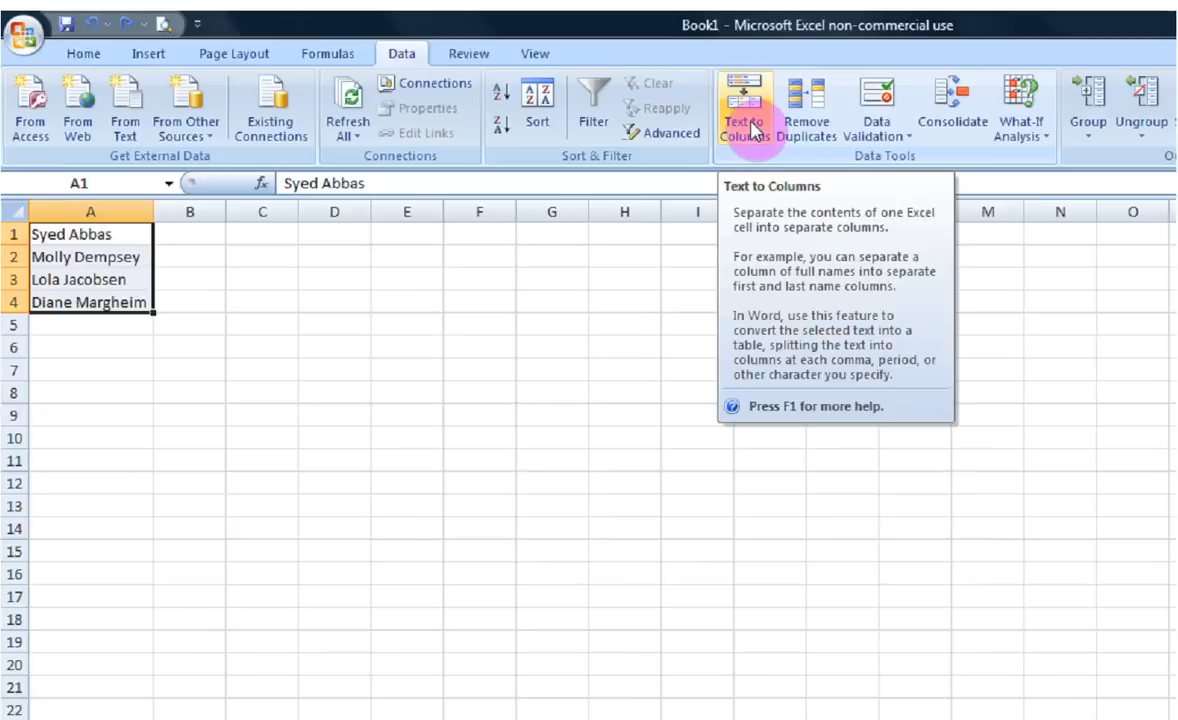 Book1 - Microsoft Excel non-commercial use
Home Insert Page Layout Formulas Data Review View
From Access
From Web
From Text
From Other Sources
Existing Connections
Get External Data
Refresh All
Connections
Properties
Edit Links
Connections
A Z
Z A
Z A A Z
Sort
Filter
Clear
Reapply
Advanced
Sort & Filter
Text to Columns
Remove Duplicates
Data Validation
Consolidate
What-If Analysis
Data Tools
Group
Ungroup
A1 fx Syed Abbas
A B C D E F G H I M N O
1 Syed Abbas
2 Molly Dempsey
3 Lola Jacobsen
4 Diane Margheim
5
6
7
8
9
10
11
12
13
14
15
16
17
18
19
20
21
22
Text to Columns
Separate the contents of one Excel
cell into separate columns.
For example, you can separate a
column of full names into separate
first and last name columns.
In Word, use this feature to
convert the selected text into a
table, splitting the text into
columns at each comma, period, or
other character you specify.
Press F1 for more help.